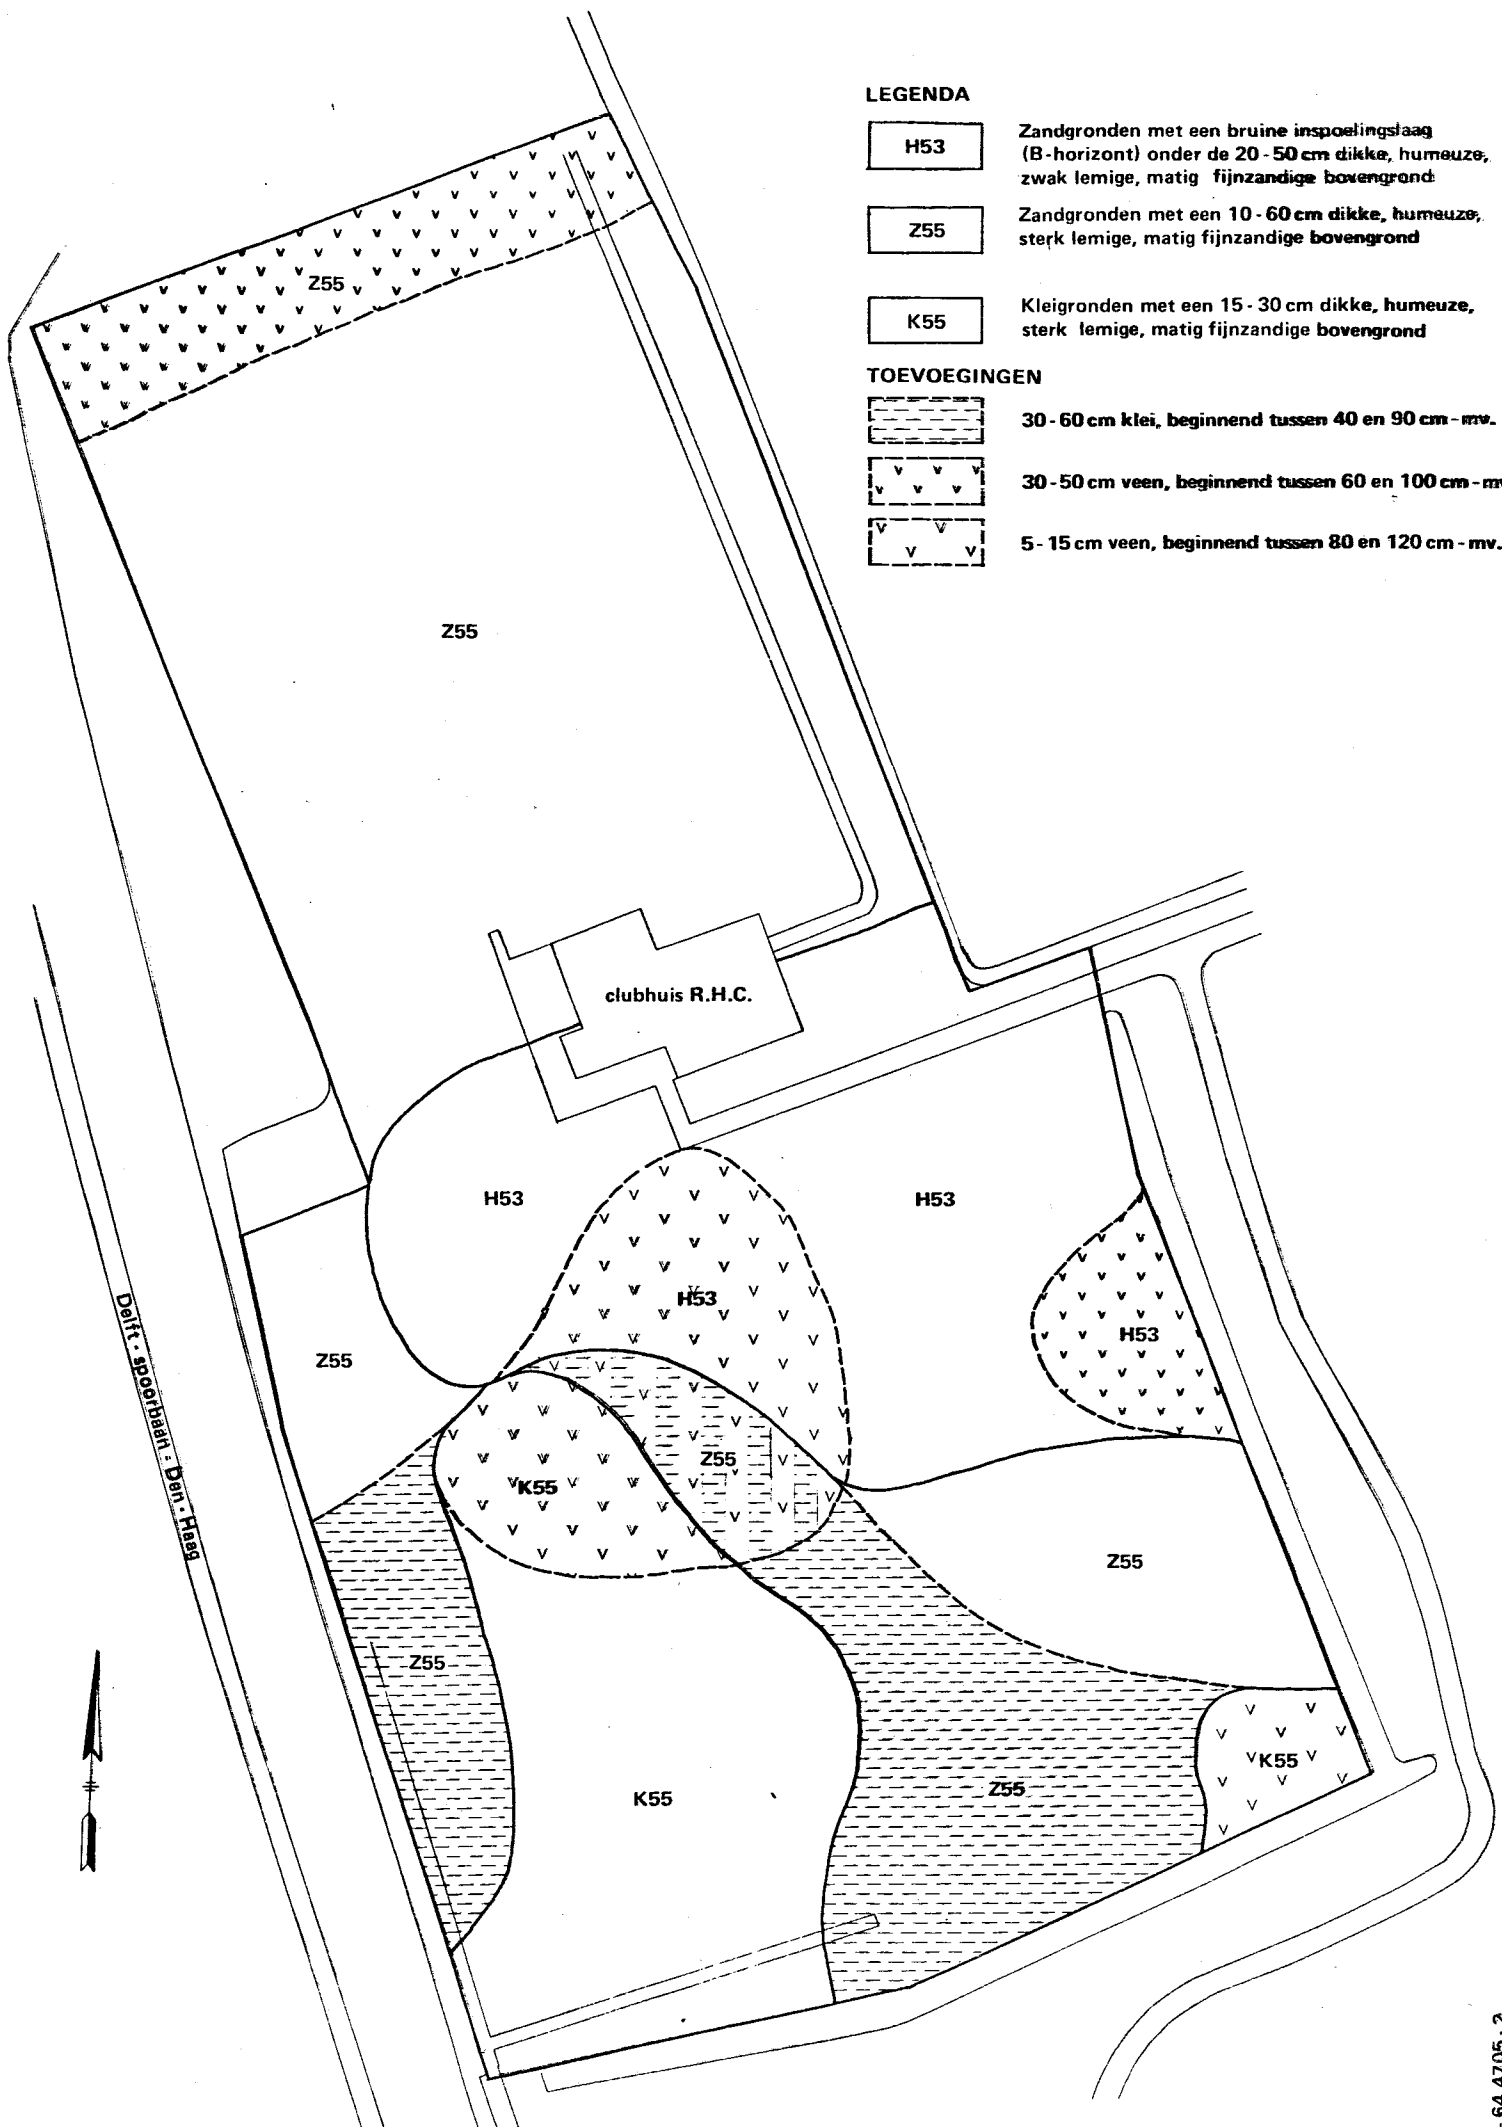 LEGENDA
H53
Zandgronden met een bruine inspoelingslaag
(B-horizont) onder de 20-50 cm dikke, humeuze,
zwak lemige, matig fijnzandige bovengrond
Z55
Zandgronden met een 10-60 cm dikke, humeuze,
sterk lemige, matig fijnzandige bovengrond
K55
Kleigronden met een 15-30 cm dikke, humeuze,
sterk lemige, matig fijnzandige bovengrond
TOEVOEGINGEN
30-60 cm klei, beginnend tussen 40 en 90 cm-mv.
30-50 cm veen, beginnend tussen 60 en 100 cm-m
5-15 cm veen, beginnend tussen 80 en 120 cm-mv.
Z55
Z55
clubhuis R.H.C.
H53
H53
H53
H53
Z55
Z55
K55
Z55
Z55
K55
K55
Z55
Delft - spoorbaan - Den - Haag
64.4705-2